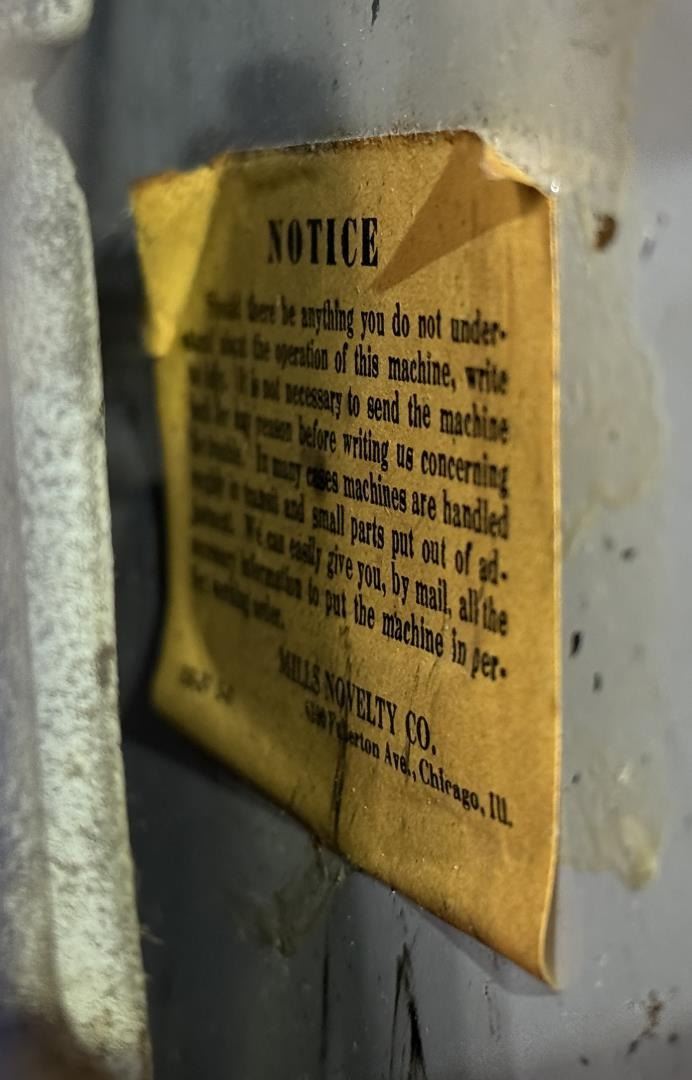 NOTICE
Should there be anything you do not under-
stand about the operation of this machine, write
us fully. It is not necessary to send the machine
back for any reason before writing us concerning
the trouble. In many cases machines are handled
roughly in transit and small parts put out of ad-
justment. We can easily give you, by mail, all the
necessary information to put the machine in per-
fect working order.
MILLS NOVELTY CO.
Fullerton Ave., Chicago, Ill.